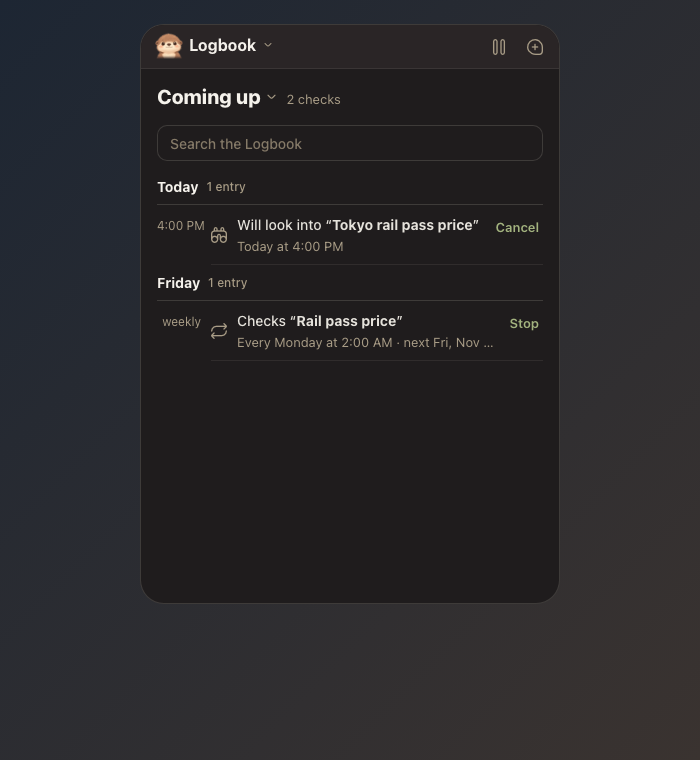 Logbook
Coming up 2 checks
Search the Logbook
Today 1 entry
4:00 PM Will look into “Tokyo rail pass price” Cancel
Today at 4:00 PM
Friday 1 entry
weekly Checks “Rail pass price” Stop
Every Monday at 2:00 AM · next Fri, Nov ...